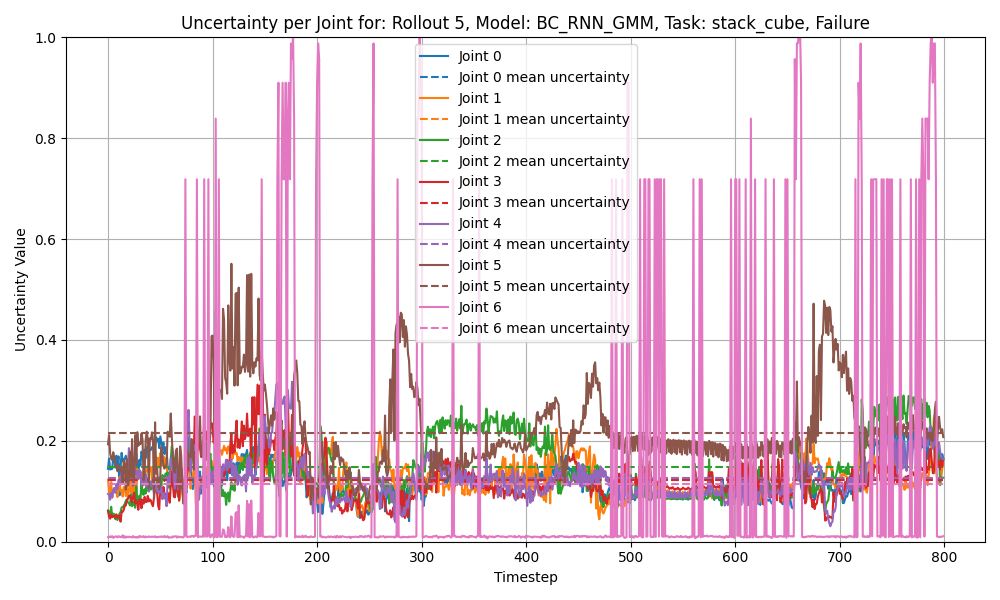 Uncertainty per Joint for: Rollout 5, Model: BC_RNN_GMM, Task: stack_cube, Failure
Uncertainty Value
1.0
0.8
0.6
0.4
0.2
0.0
Joint 0
Joint 0 mean uncertainty
Joint 1
Joint 1 mean uncertainty
Joint 2
Joint 2 mean uncertainty
Joint 3
Joint 3 mean uncertainty
Joint 4
Joint 4 mean uncertainty
Joint 5
Joint 5 mean uncertainty
Joint 6
Joint 6 mean uncertainty
0 100 200 300 400 500 600 700 800
Timestep